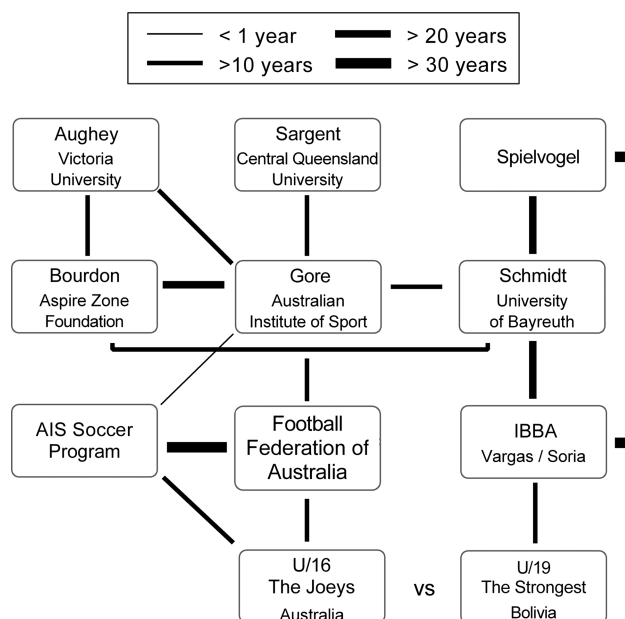 < 1 year
> 20 years
>10 years
> 30 years
Aughey
Victoria
University
Sargent
Central Queensland
University
Spielvogel
Bourdon
Aspire Zone
Foundation
Gore
Australian
Institute of Sport
Schmidt
University
of Bayreuth
AIS Soccer
Program
Football
Federation of
Australia
IBBA
Vargas / Soria
U/16
The Joeys
Australia
vs
U/19
The Strongest
Bolivia